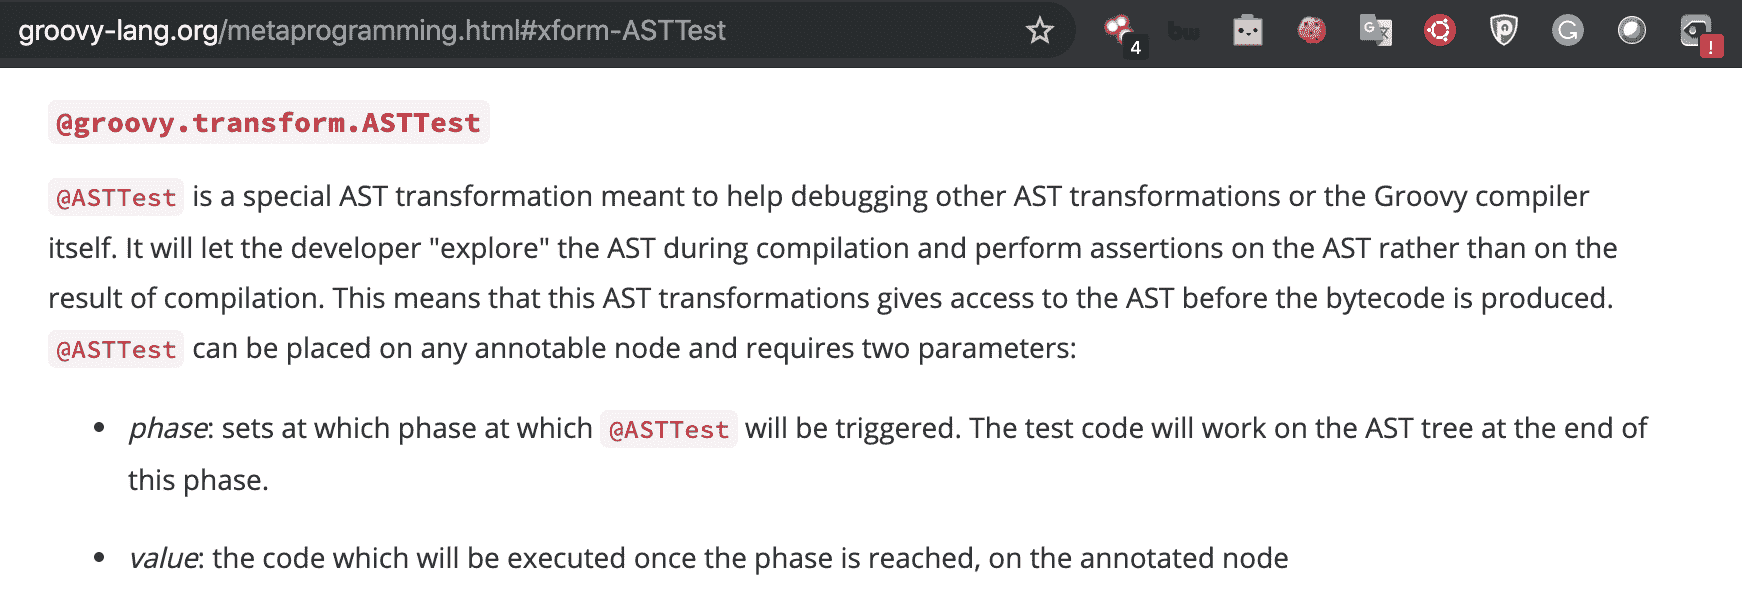 groovy-lang.org/metaprogramming.html#xform-ASTTest
4
bw
G
G
!
@groovy.transform.ASTTest
@ASTTest is a special AST transformation meant to help debugging other AST transformations or the Groovy compiler
itself. It will let the developer "explore" the AST during compilation and perform assertions on the AST rather than on the
result of compilation. This means that this AST transformations gives access to the AST before the bytecode is produced.
@ASTTest can be placed on any annotable node and requires two parameters:
• phase: sets at which phase at which @ASTTest will be triggered. The test code will work on the AST tree at the end of
this phase.
• value: the code which will be executed once the phase is reached, on the annotated node